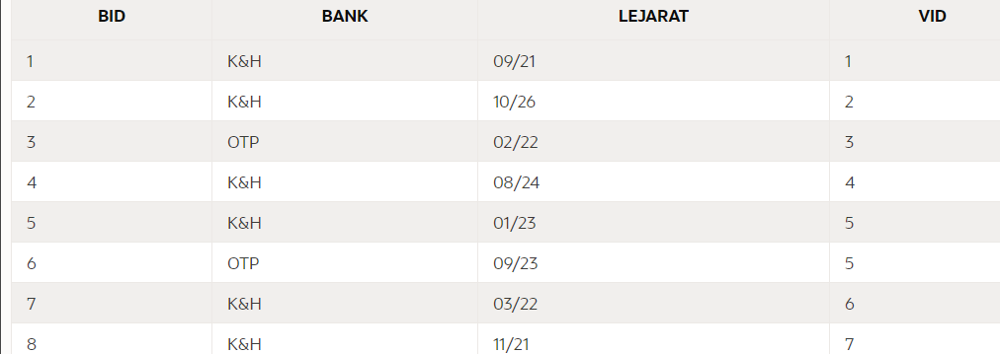 BID BANK LEJARAT VID
1 K&H 09/21 1
2 K&H 10/26 2
3 OTP 02/22 3
4 K&H 08/24 4
5 K&H 01/23 5
6 OTP 09/23 5
7 K&H 03/22 6
8 K&H 11/21 7